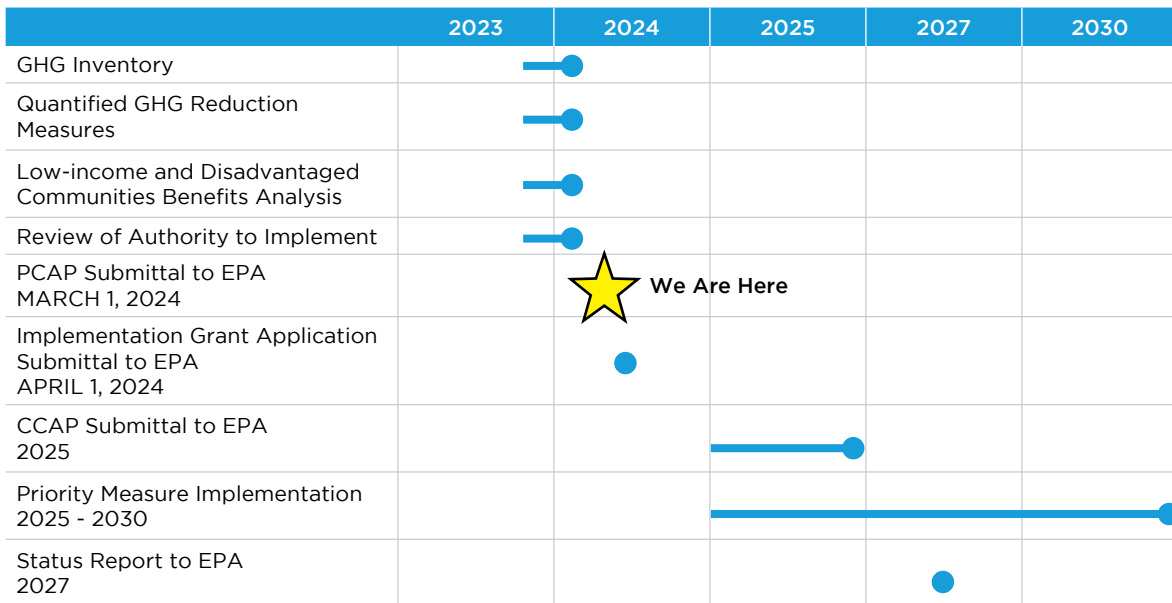 2023 2024 2025 2027 2030
GHG Inventory
Quantified GHG Reduction
Measures
Low-income and Disadvantaged
Communities Benefits Analysis
Review of Authority to Implement
PCAP Submittal to EPA
MARCH 1, 2024
We Are Here
Implementation Grant Application
Submittal to EPA
APRIL 1, 2024
CCAP Submittal to EPA
2025
Priority Measure Implementation
2025 - 2030
Status Report to EPA
2027